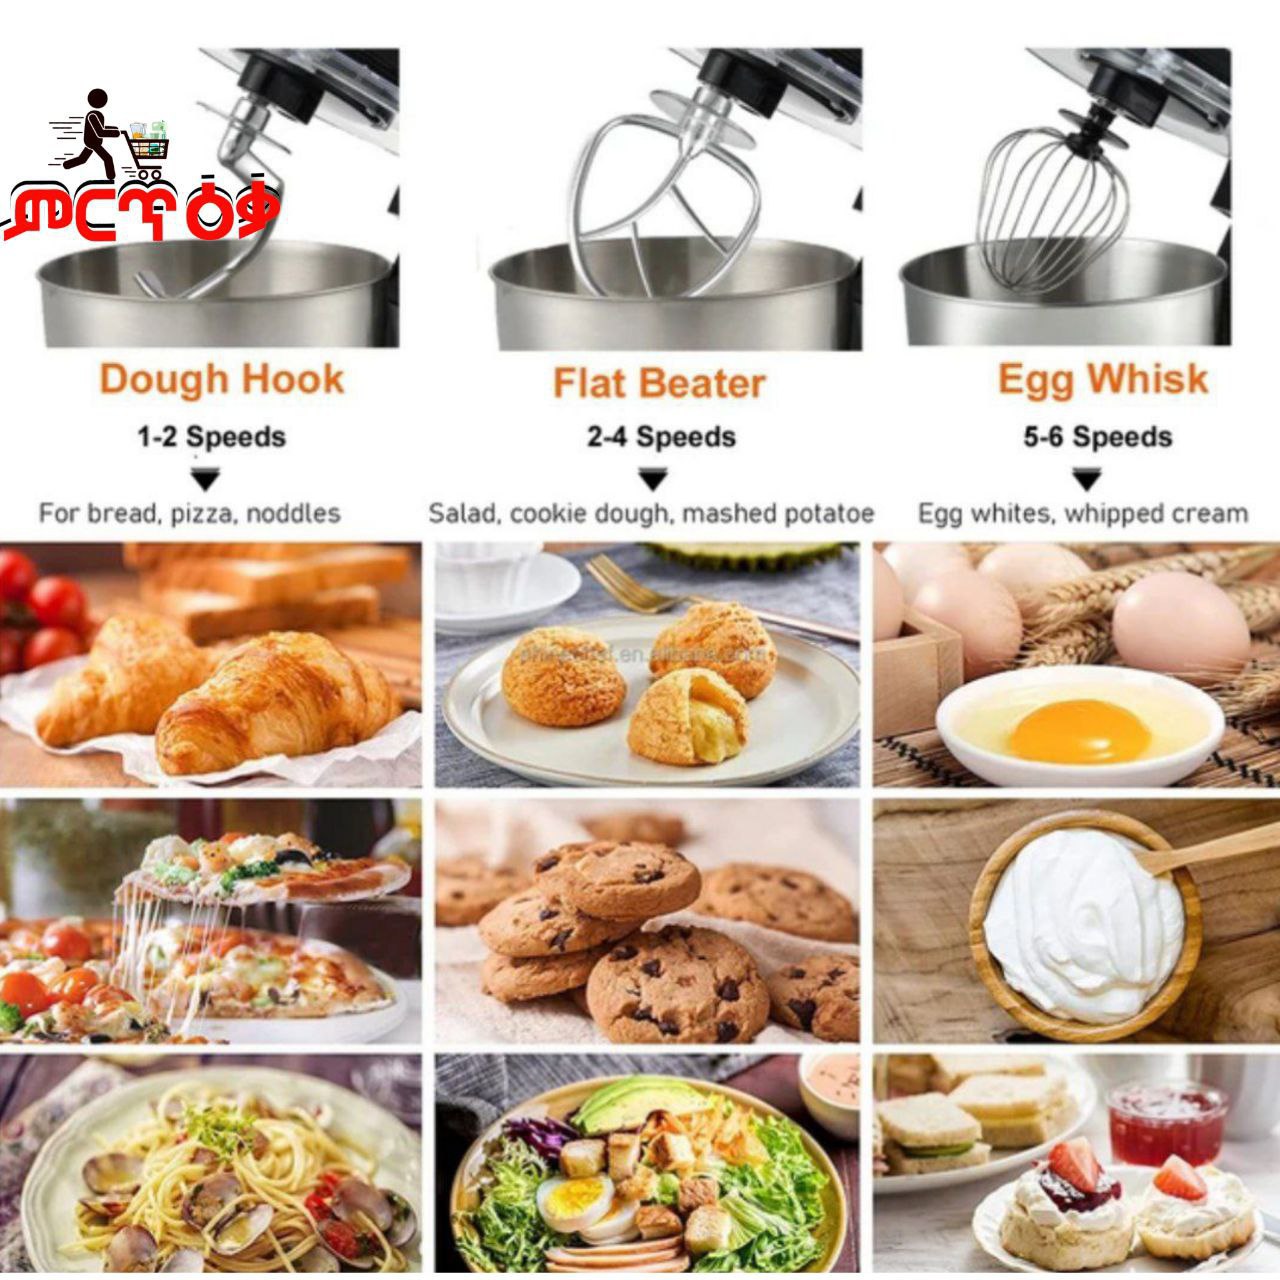 ምርጥ ዕቃ
Dough Hook
1-2 Speeds
For bread, pizza, noddles
Flat Beater
2-4 Speeds
Salad, cookie dough, mashed potatoe
Egg Whisk
5-6 Speeds
Egg whites, whipped cream